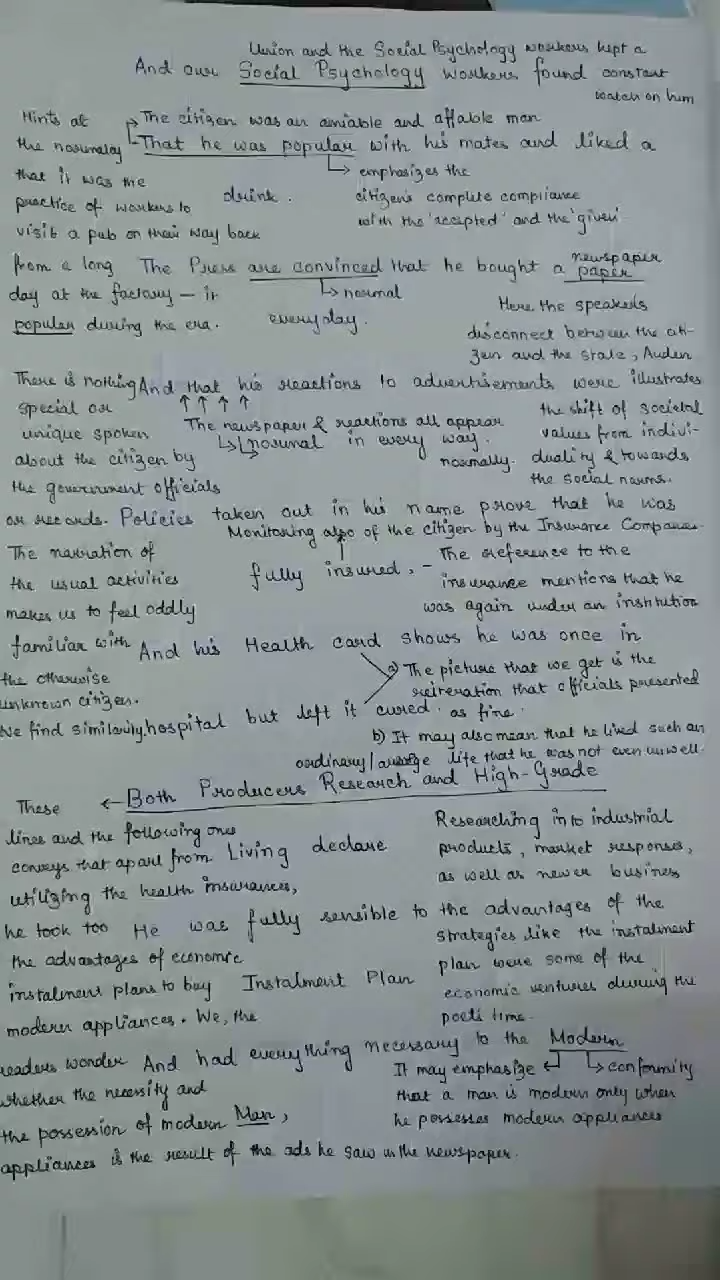 Union and the Social Psychology workers kept a
And our Social Psychology workers found constant
watch on him
Hints at → The citizen was an amiable and affable man
the normalcy That he was popular with his mates and liked a
that it was the → emphasizes the
practice of workers to drink. citizen's complete compliance
visit a pub on their way back with the 'accepted' and the 'given'
from a long The Press are convinced that he bought a newspaper paper
day at the factory – it → normal Here the speakers
popular during the era. everyday. disconnect between the citi-
zen and the state, Auden
There is nothing And that his reactions to advertisements were illustrates
special or ↑ ↑ ↑ ↑ the shift of societal
unique spoken The newspaper & reactions all appear values from indivi-
about the citizen by → normal in every way. duality & towards
the government officials normally. the social norms.
or records. Policies taken out in his name prove that he was
Monitoring also of the citizen by the Insurance Companies
The narration of fully insured, – The reference to the
the usual activities insurance mentions that he
makes us to feel oddly was again under an institution
familiar with And his Health card shows he was once in
the otherwise a) The picture that we get is the
unknown citizen. reiteration that officials presented
We find similarly, hospital but left it cured. as fine.
b) It may also mean that he lived such an
ordinary/average life that he was not even unwell.
These ← Both Producers Research and High-Grade
lines and the following ones Researching into industrial
conveys that apart from Living declare products, market responses,
utilizing the health insurances, as well as newer business
he took too He was fully sensible to the advantages of the
the advantages of economic strategies like the instalment
instalment plans to buy Instalment Plan plan were some of the
modern appliances. We, the economic ventures during the
poet's time.
readers wonder And had everything necessary to the Modern
whether the necessity and It may emphasize ← → conformity
the possession of modern Man, that a man is modern only when
he possesses modern appliances
appliances is the result of the ads he saw in the newspaper.